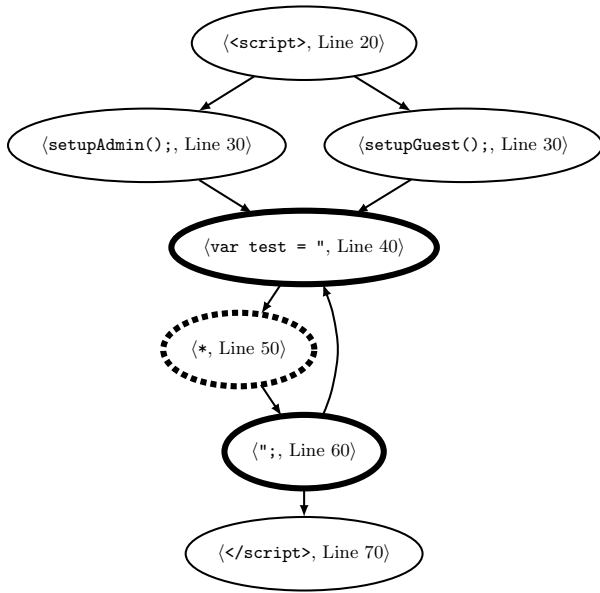 ⟨<script>, Line 20⟩
⟨setupAdmin();, Line 30⟩
⟨setupGuest();, Line 30⟩
⟨var test = ", Line 40⟩
⟨*, Line 50⟩
⟨";, Line 60⟩
⟨</script>, Line 70⟩